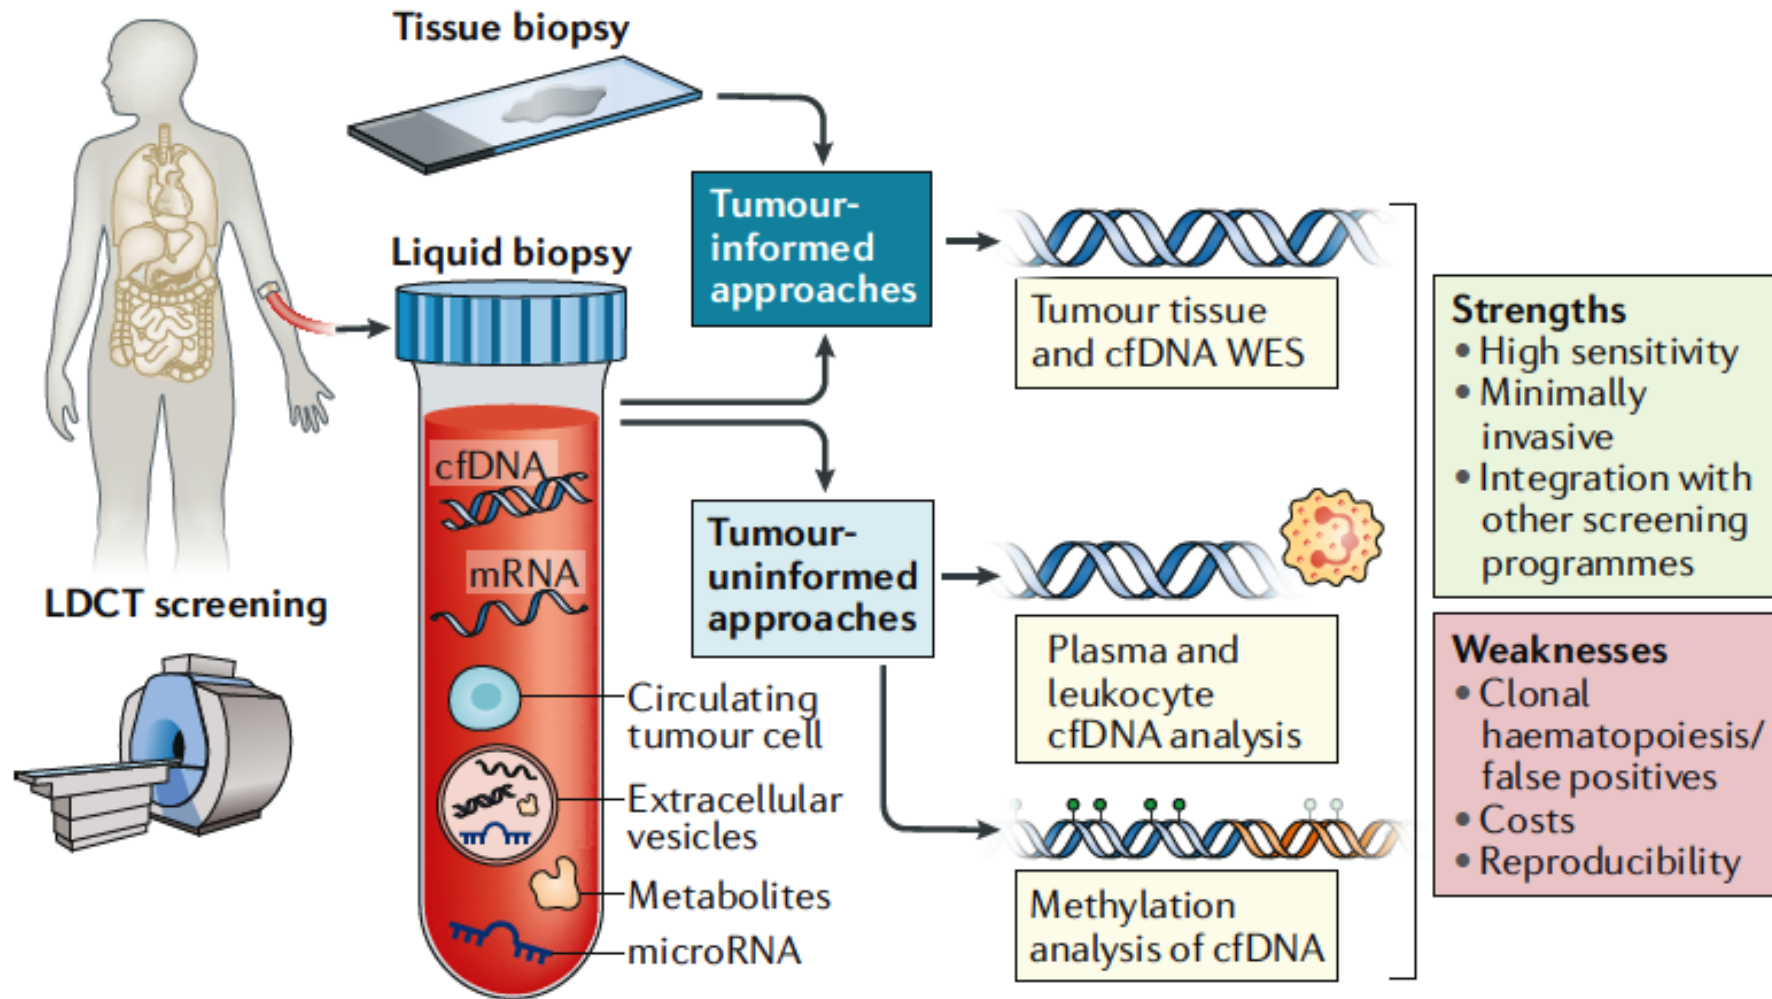 Tissue biopsy
Liquid biopsy
LDCT screening
cfDNA
mRNA
Circulating
tumour cell
Extracellular
vesicles
Metabolites
microRNA
Tumour-
informed
approaches
Tumour-
uninformed
approaches
Tumour tissue
and cfDNA WES
Plasma and
leukocyte
cfDNA analysis
Methylation
analysis of cfDNA
Strengths
• High sensitivity
• Minimally
invasive
• Integration with
other screening
programmes
Weaknesses
• Clonal
haematopoiesis/
false positives
• Costs
• Reproducibility